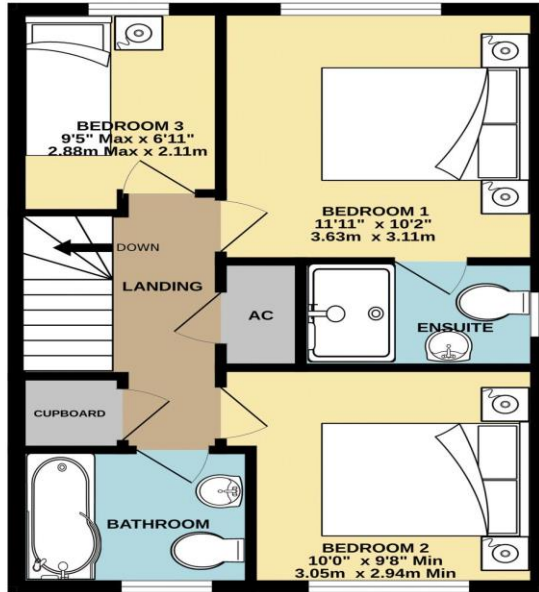 BEDROOM 3
9'5" Max x 6'11"
2.88m Max x 2.11m
BEDROOM 1
11'11" x 10'2"
3.63m x 3.11m
DOWN
LANDING
AC
ENSUITE
CUPBOARD
BATHROOM
BEDROOM 2
10'0" x 9'8" Min
3.05m x 2.94m Min